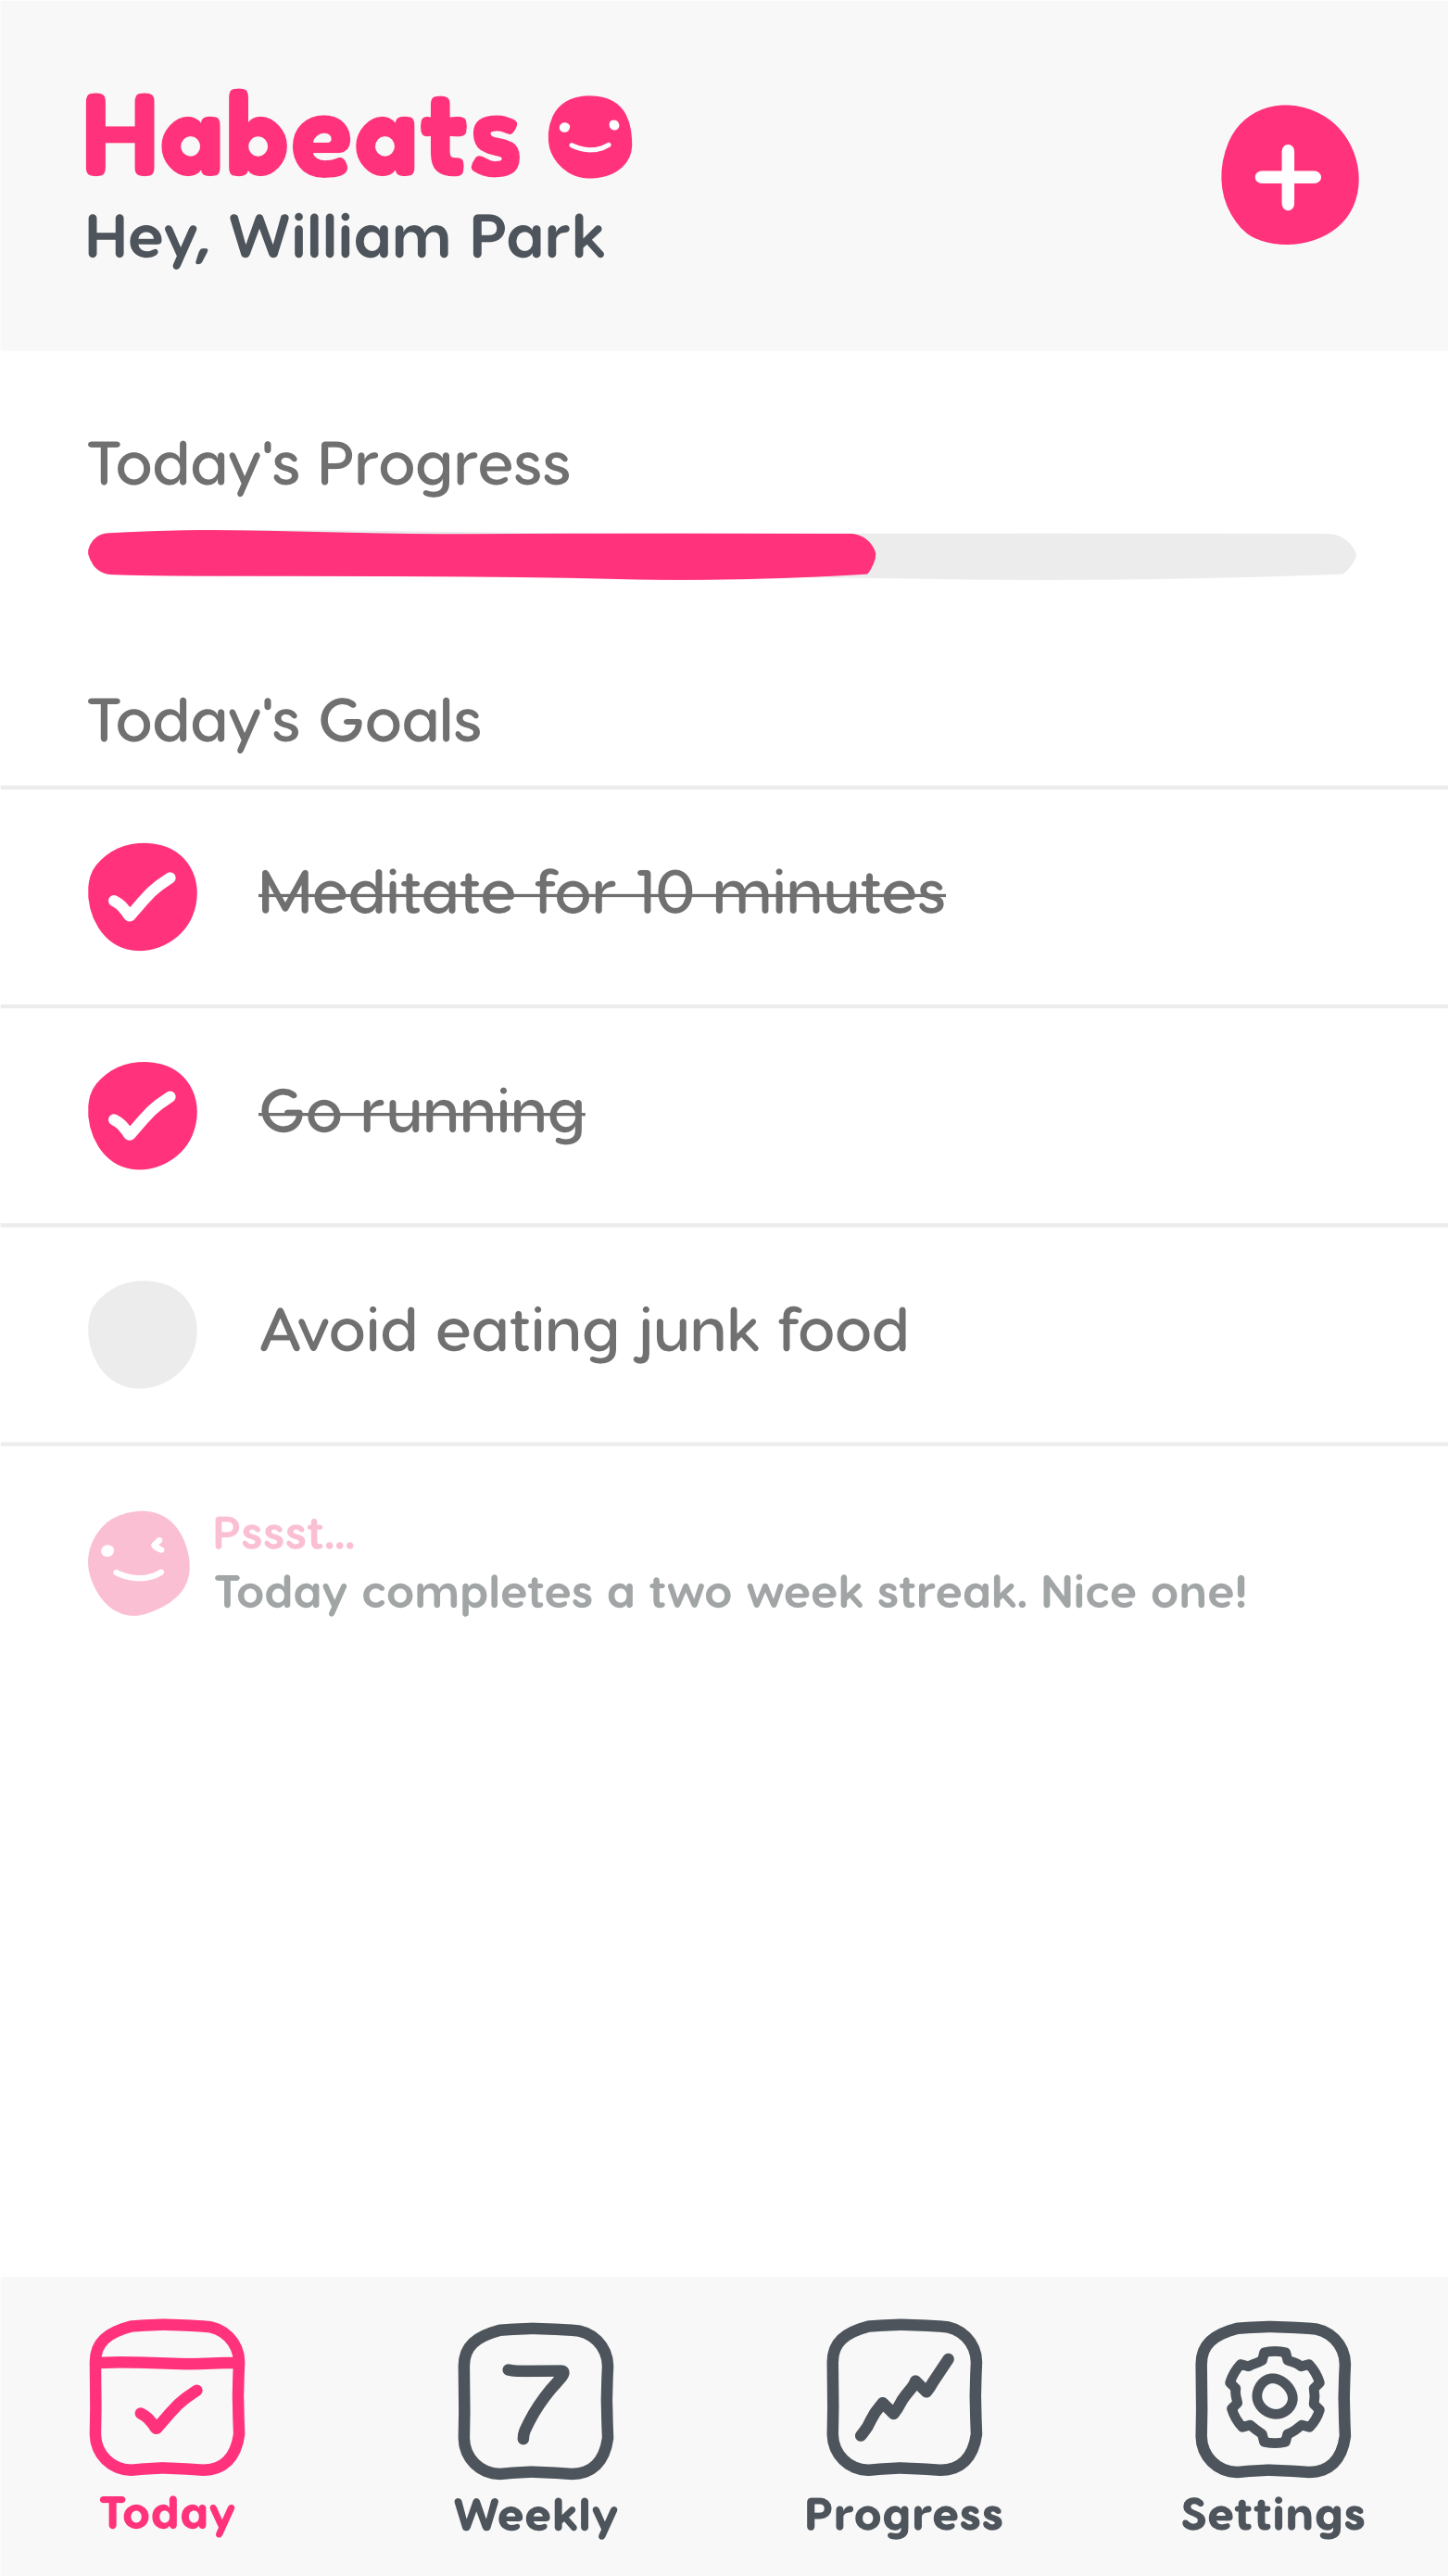 Habeats
Hey, William Park
Today's Progress
Today's Goals
Meditate for 10 minutes
Go running
Avoid eating junk food
Pssst...
Today completes a two week streak. Nice one!
7
Today Weekly Progress Settings